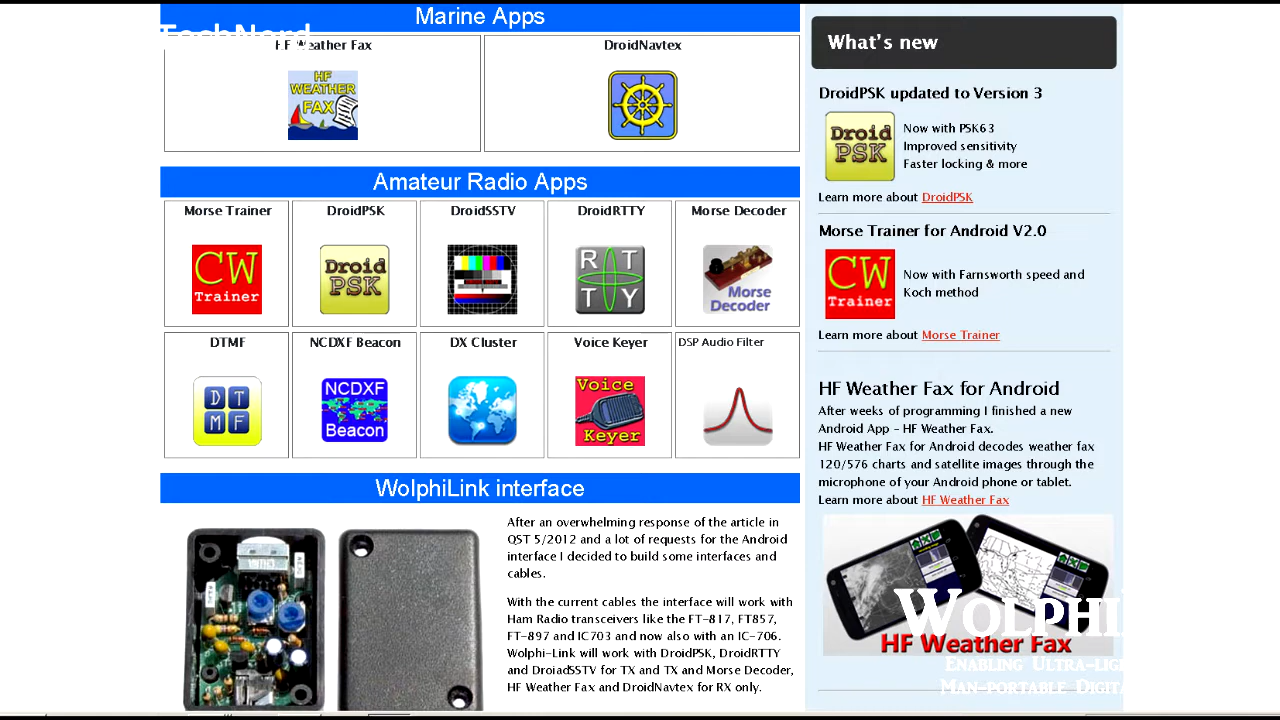 Marine Apps
TechNord
HF Weather Fax
DroidNavtex
HF
WEATHER
FAX
Amateur Radio Apps
Morse Trainer
DroidPSK
DroidSSTV
DroidRTTY
Morse Decoder
CW
Trainer
Droid
PSK
R T
T Y
Morse
Decoder
DTMF
NCDXF Beacon
DX Cluster
Voice Keyer
DSP Audio Filter
D T
M F
NCDXF
Beacon
Voice
Keyer
WolphiLink interface
After an overwhelming response of the article in
QST 5/2012 and a lot of requests for the Android
interface I decided to build some interfaces and
cables.
With the current cables the interface will work with
Ham Radio transceivers like the FT-817, FT857,
FT-897 and IC703 and now also with an IC-706.
Wolphi-Link will work with DroidPSK, DroidRTTY
and DroiadSSTV for TX and TX and Morse Decoder,
HF Weather Fax and DroidNavtex for RX only.
What's new
DroidPSK updated to Version 3
Droid
PSK
Now with PSK63
Improved sensitivity
Faster locking & more
Learn more about DroidPSK
Morse Trainer for Android V2.0
CW
Trainer
Now with Farnsworth speed and
Koch method
Learn more about Morse Trainer
HF Weather Fax for Android
After weeks of programming I finished a new
Android App - HF Weather Fax.
HF Weather Fax for Android decodes weather fax
120/576 charts and satellite images through the
microphone of your Android phone or tablet.
Learn more about HF Weather Fax
HF Weather Fax
WOLPHI
ENABLING ULTRA-LIG
MAN-PORTABLE DIGITA